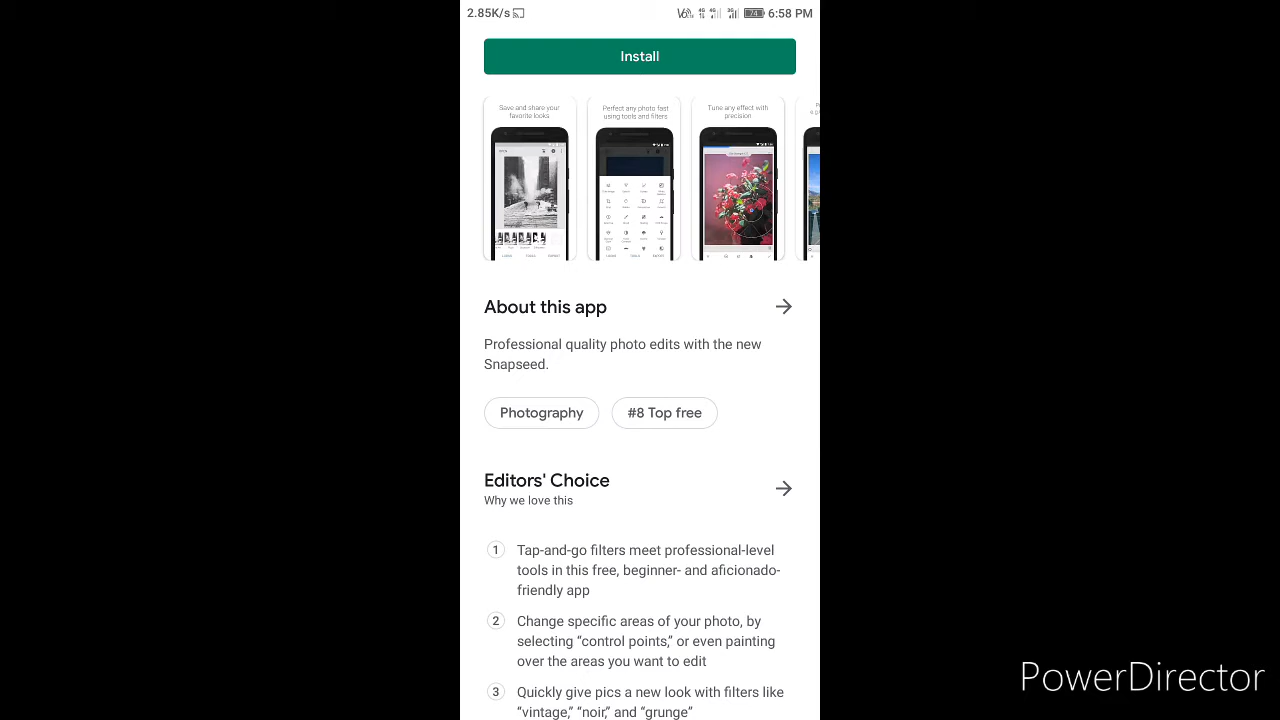 2.85K/s
4G 4G 3G 74 6:58 PM
Install
Save and share your
favorite looks
Perfect any photo fast
using tools and filters
Tune any effect with
precision
About this app
Professional quality photo edits with the new
Snapseed.
Photography
#8 Top free
Editors' Choice
Why we love this
1 Tap-and-go filters meet professional-level
tools in this free, beginner- and aficionado-
friendly app
2 Change specific areas of your photo, by
selecting “control points,” or even painting
over the areas you want to edit
3 Quickly give pics a new look with filters like
“vintage,” “noir,” and “grunge”
PowerDirector